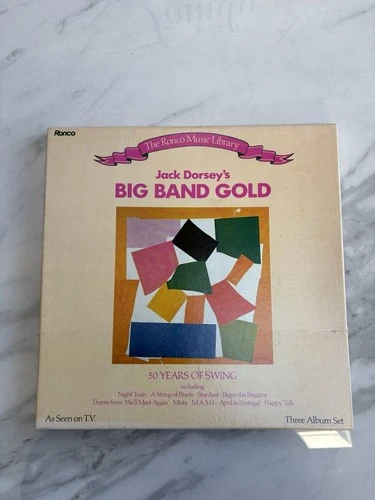 Ronco
The Ronco Music Library
Jack Dorsey's
BIG BAND GOLD
50 YEARS OF SWING
including
Night Train · A String of Pearls · Stardust · Begin the Beguine
Theme from 'We'll Meet Again' · Misty · M.A.S.H. · April in Portugal · Happy Talk
As Seen on T.V.
Three Album Set